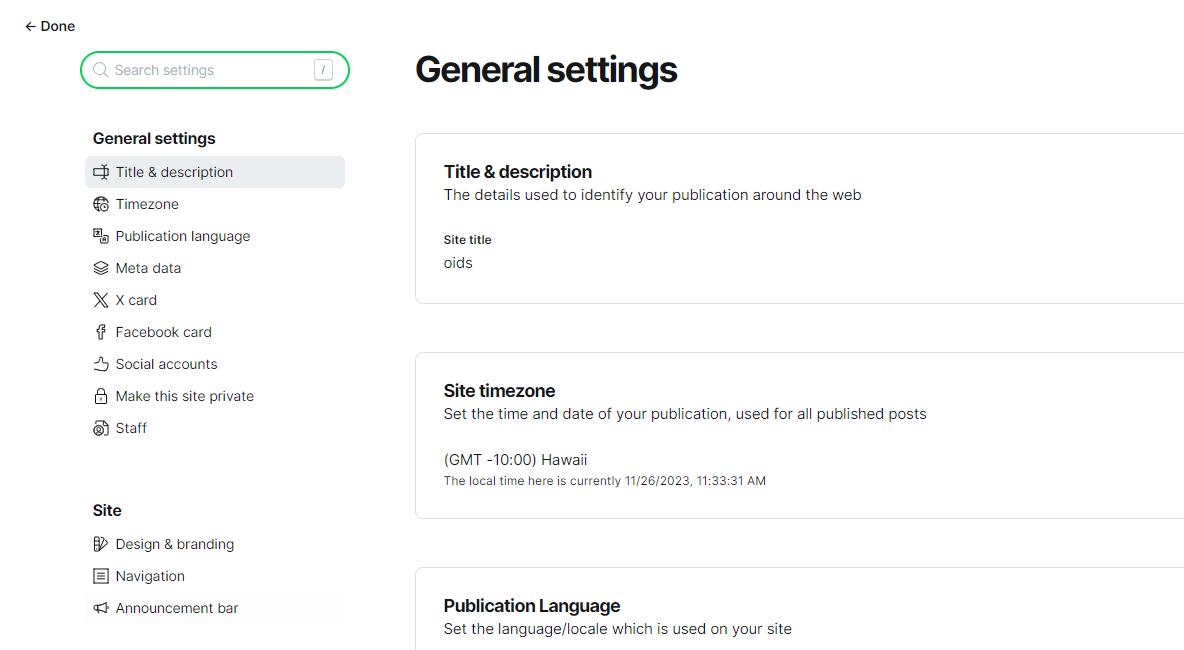 ← Done
Search settings /
General settings
Title & description
Timezone
Publication language
Meta data
X card
Facebook card
Social accounts
Make this site private
Staff
Site
Design & branding
Navigation
Announcement bar
General settings
Title & description
The details used to identify your publication around the web
Site title
oids
Site timezone
Set the time and date of your publication, used for all published posts
(GMT -10:00) Hawaii
The local time here is currently 11/26/2023, 11:33:31 AM
Publication Language
Set the language/locale which is used on your site